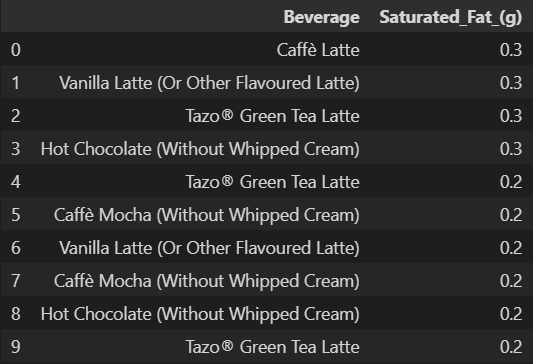 Beverage Saturated_Fat_(g)
0 Caffè Latte 0.3
1 Vanilla Latte (Or Other Flavoured Latte) 0.3
2 Tazo® Green Tea Latte 0.3
3 Hot Chocolate (Without Whipped Cream) 0.3
4 Tazo® Green Tea Latte 0.2
5 Caffè Mocha (Without Whipped Cream) 0.2
6 Vanilla Latte (Or Other Flavoured Latte) 0.2
7 Caffè Mocha (Without Whipped Cream) 0.2
8 Hot Chocolate (Without Whipped Cream) 0.2
9 Tazo® Green Tea Latte 0.2